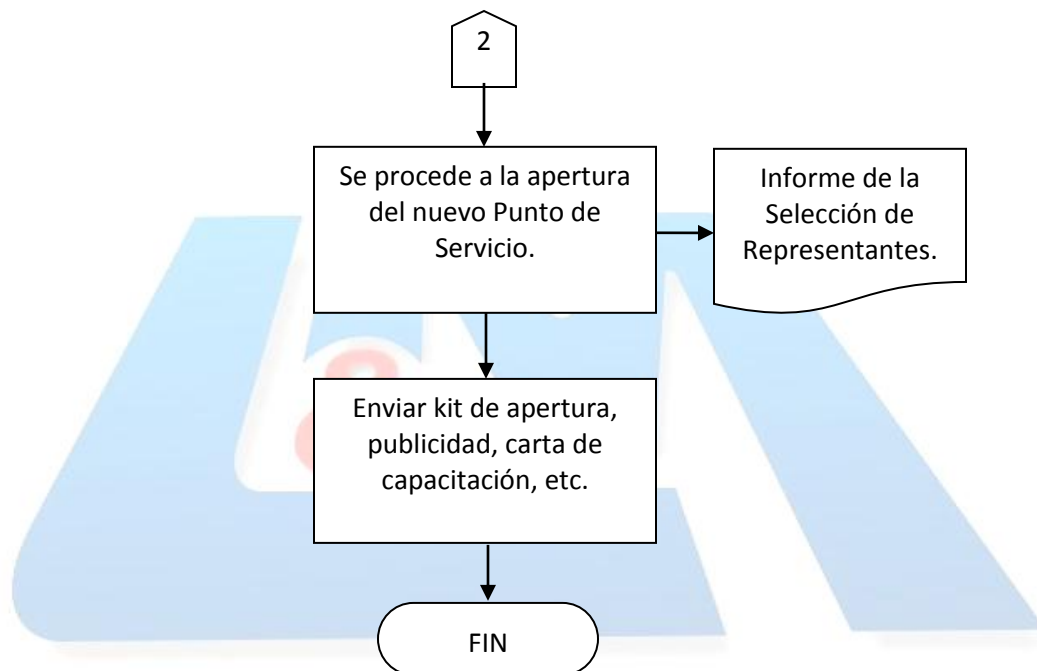 2
Se procede a la apertura
del nuevo Punto de
Servicio.
Informe de la
Selección de
Representantes.
Enviar kit de apertura,
publicidad, carta de
capacitación, etc.
FIN